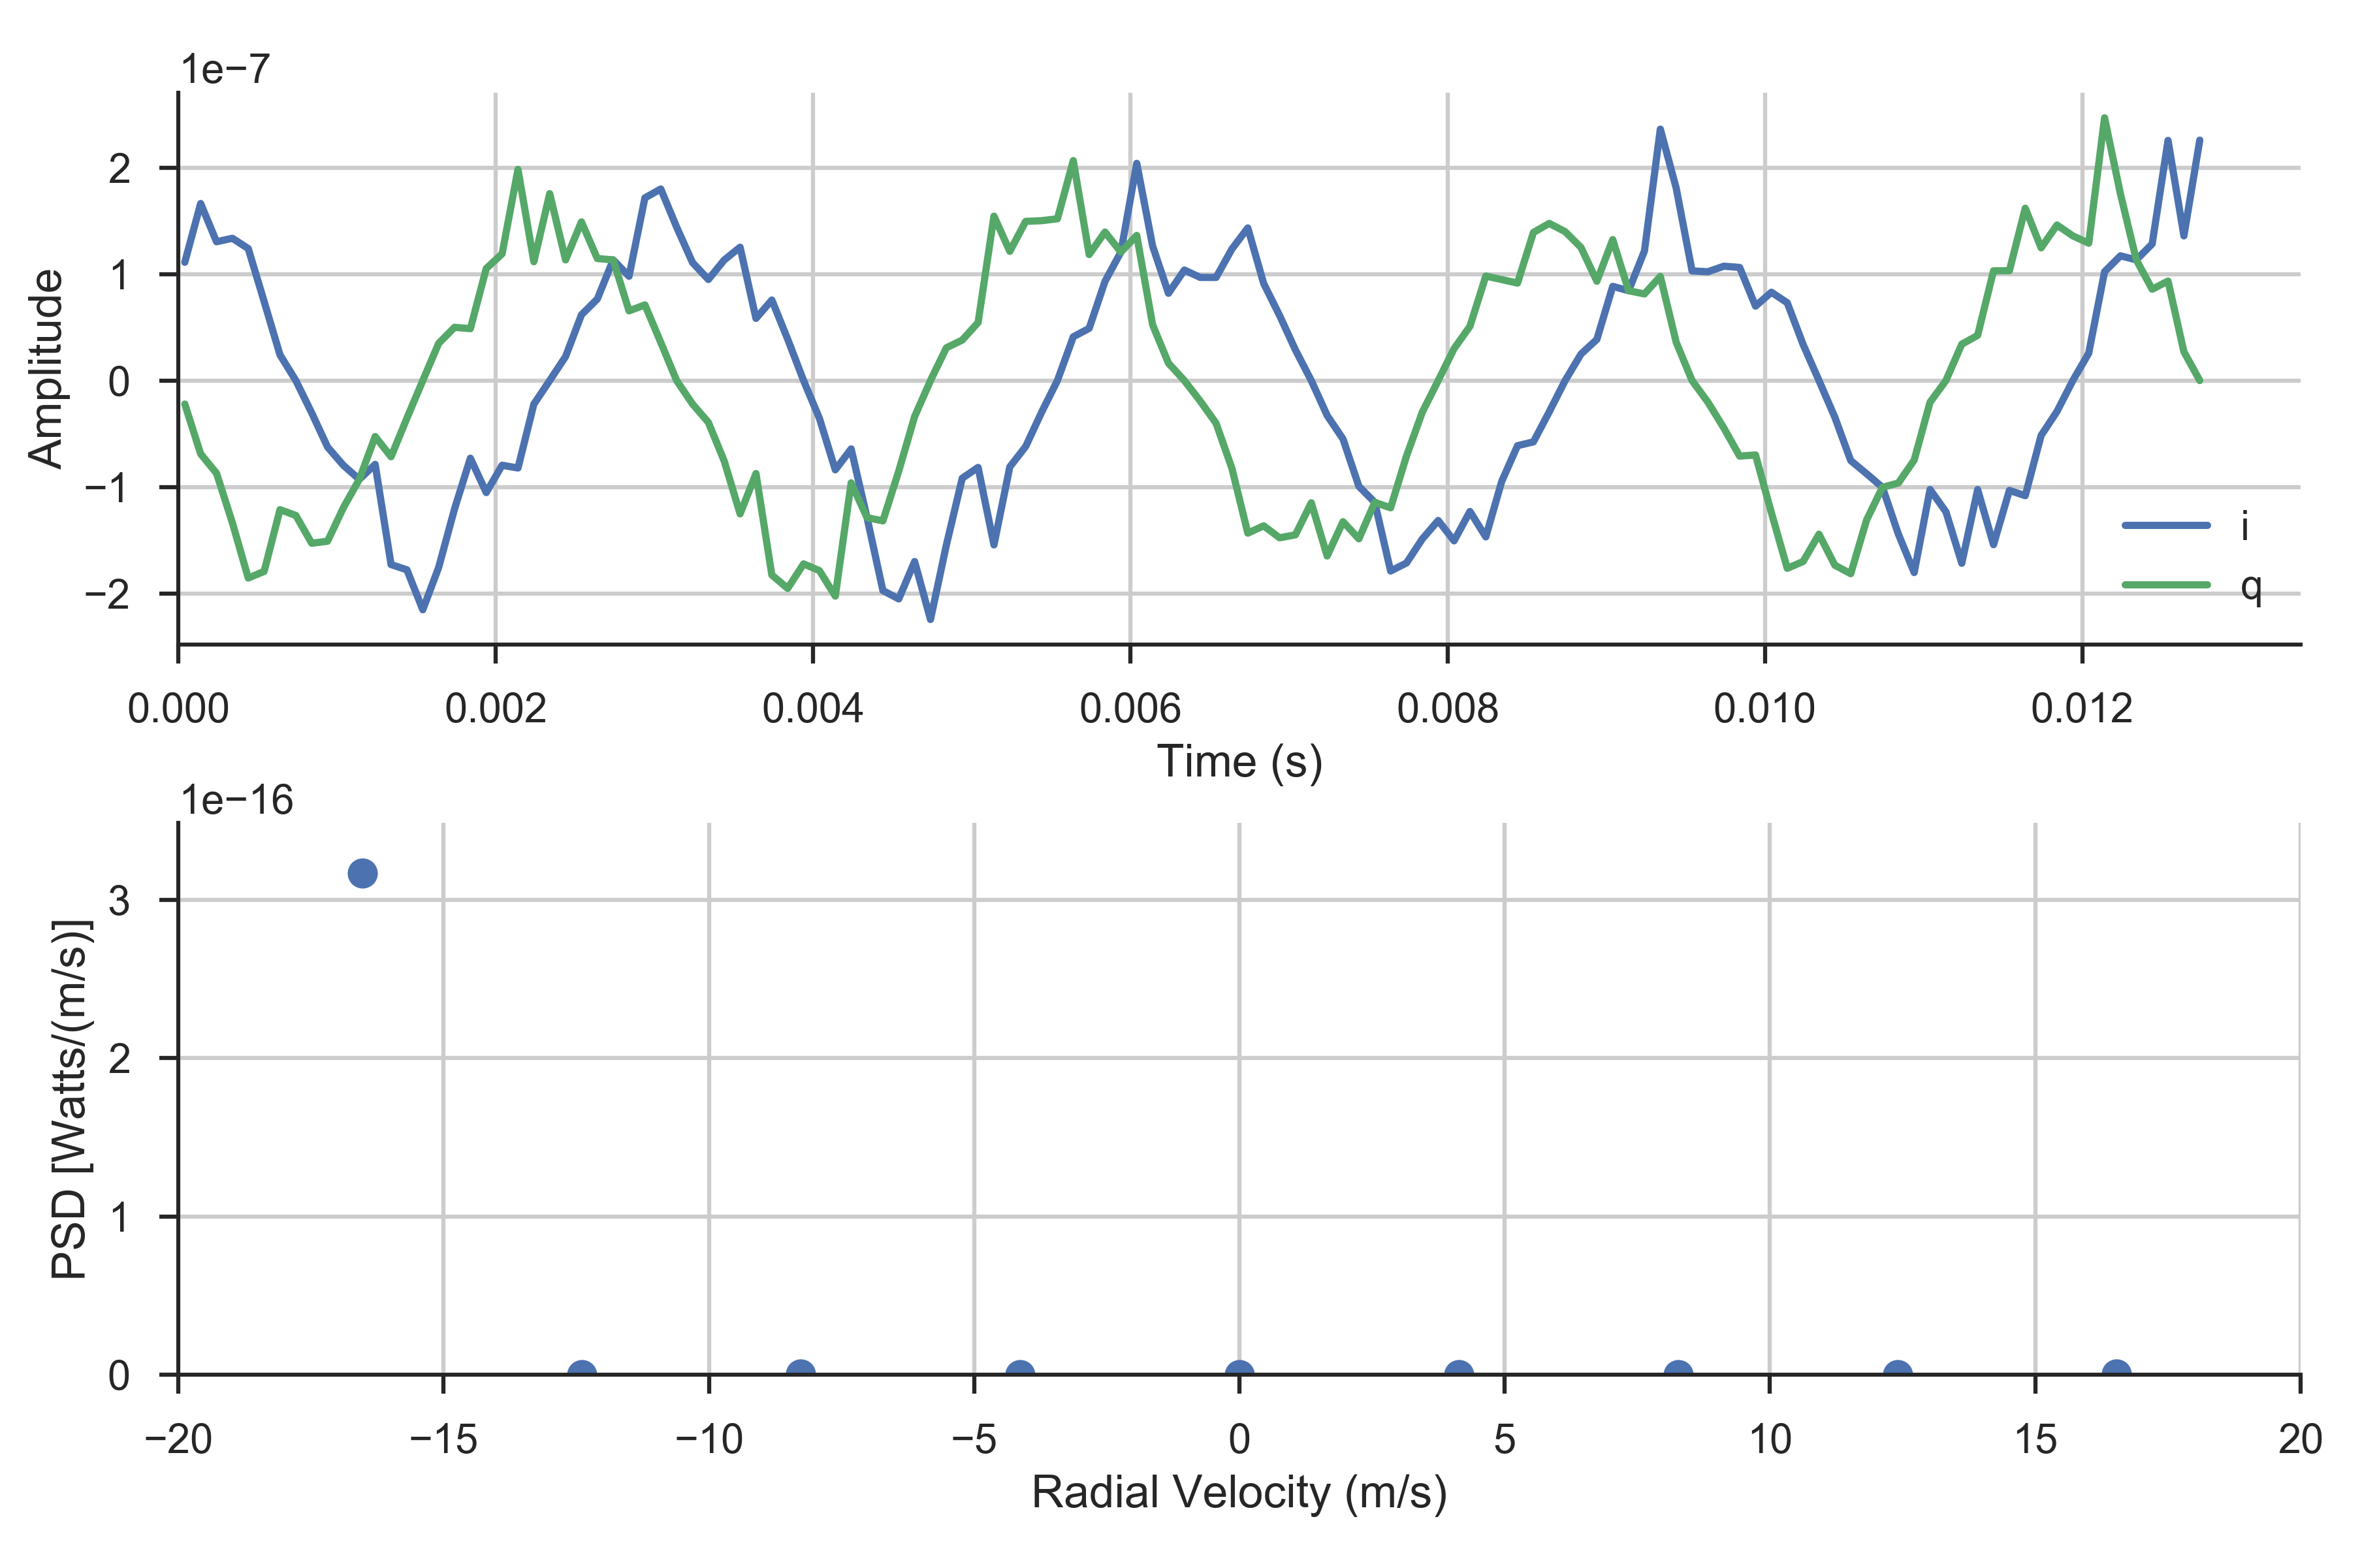 1e−7
Amplitude
2
1
0
−1
−2
i
q
0.000 0.002 0.004 0.006 0.008 0.010 0.012
Time (s)
1e−16
PSD [Watts/(m/s)]
3
2
1
0
−20 −15 −10 −5 0 5 10 15 20
Radial Velocity (m/s)